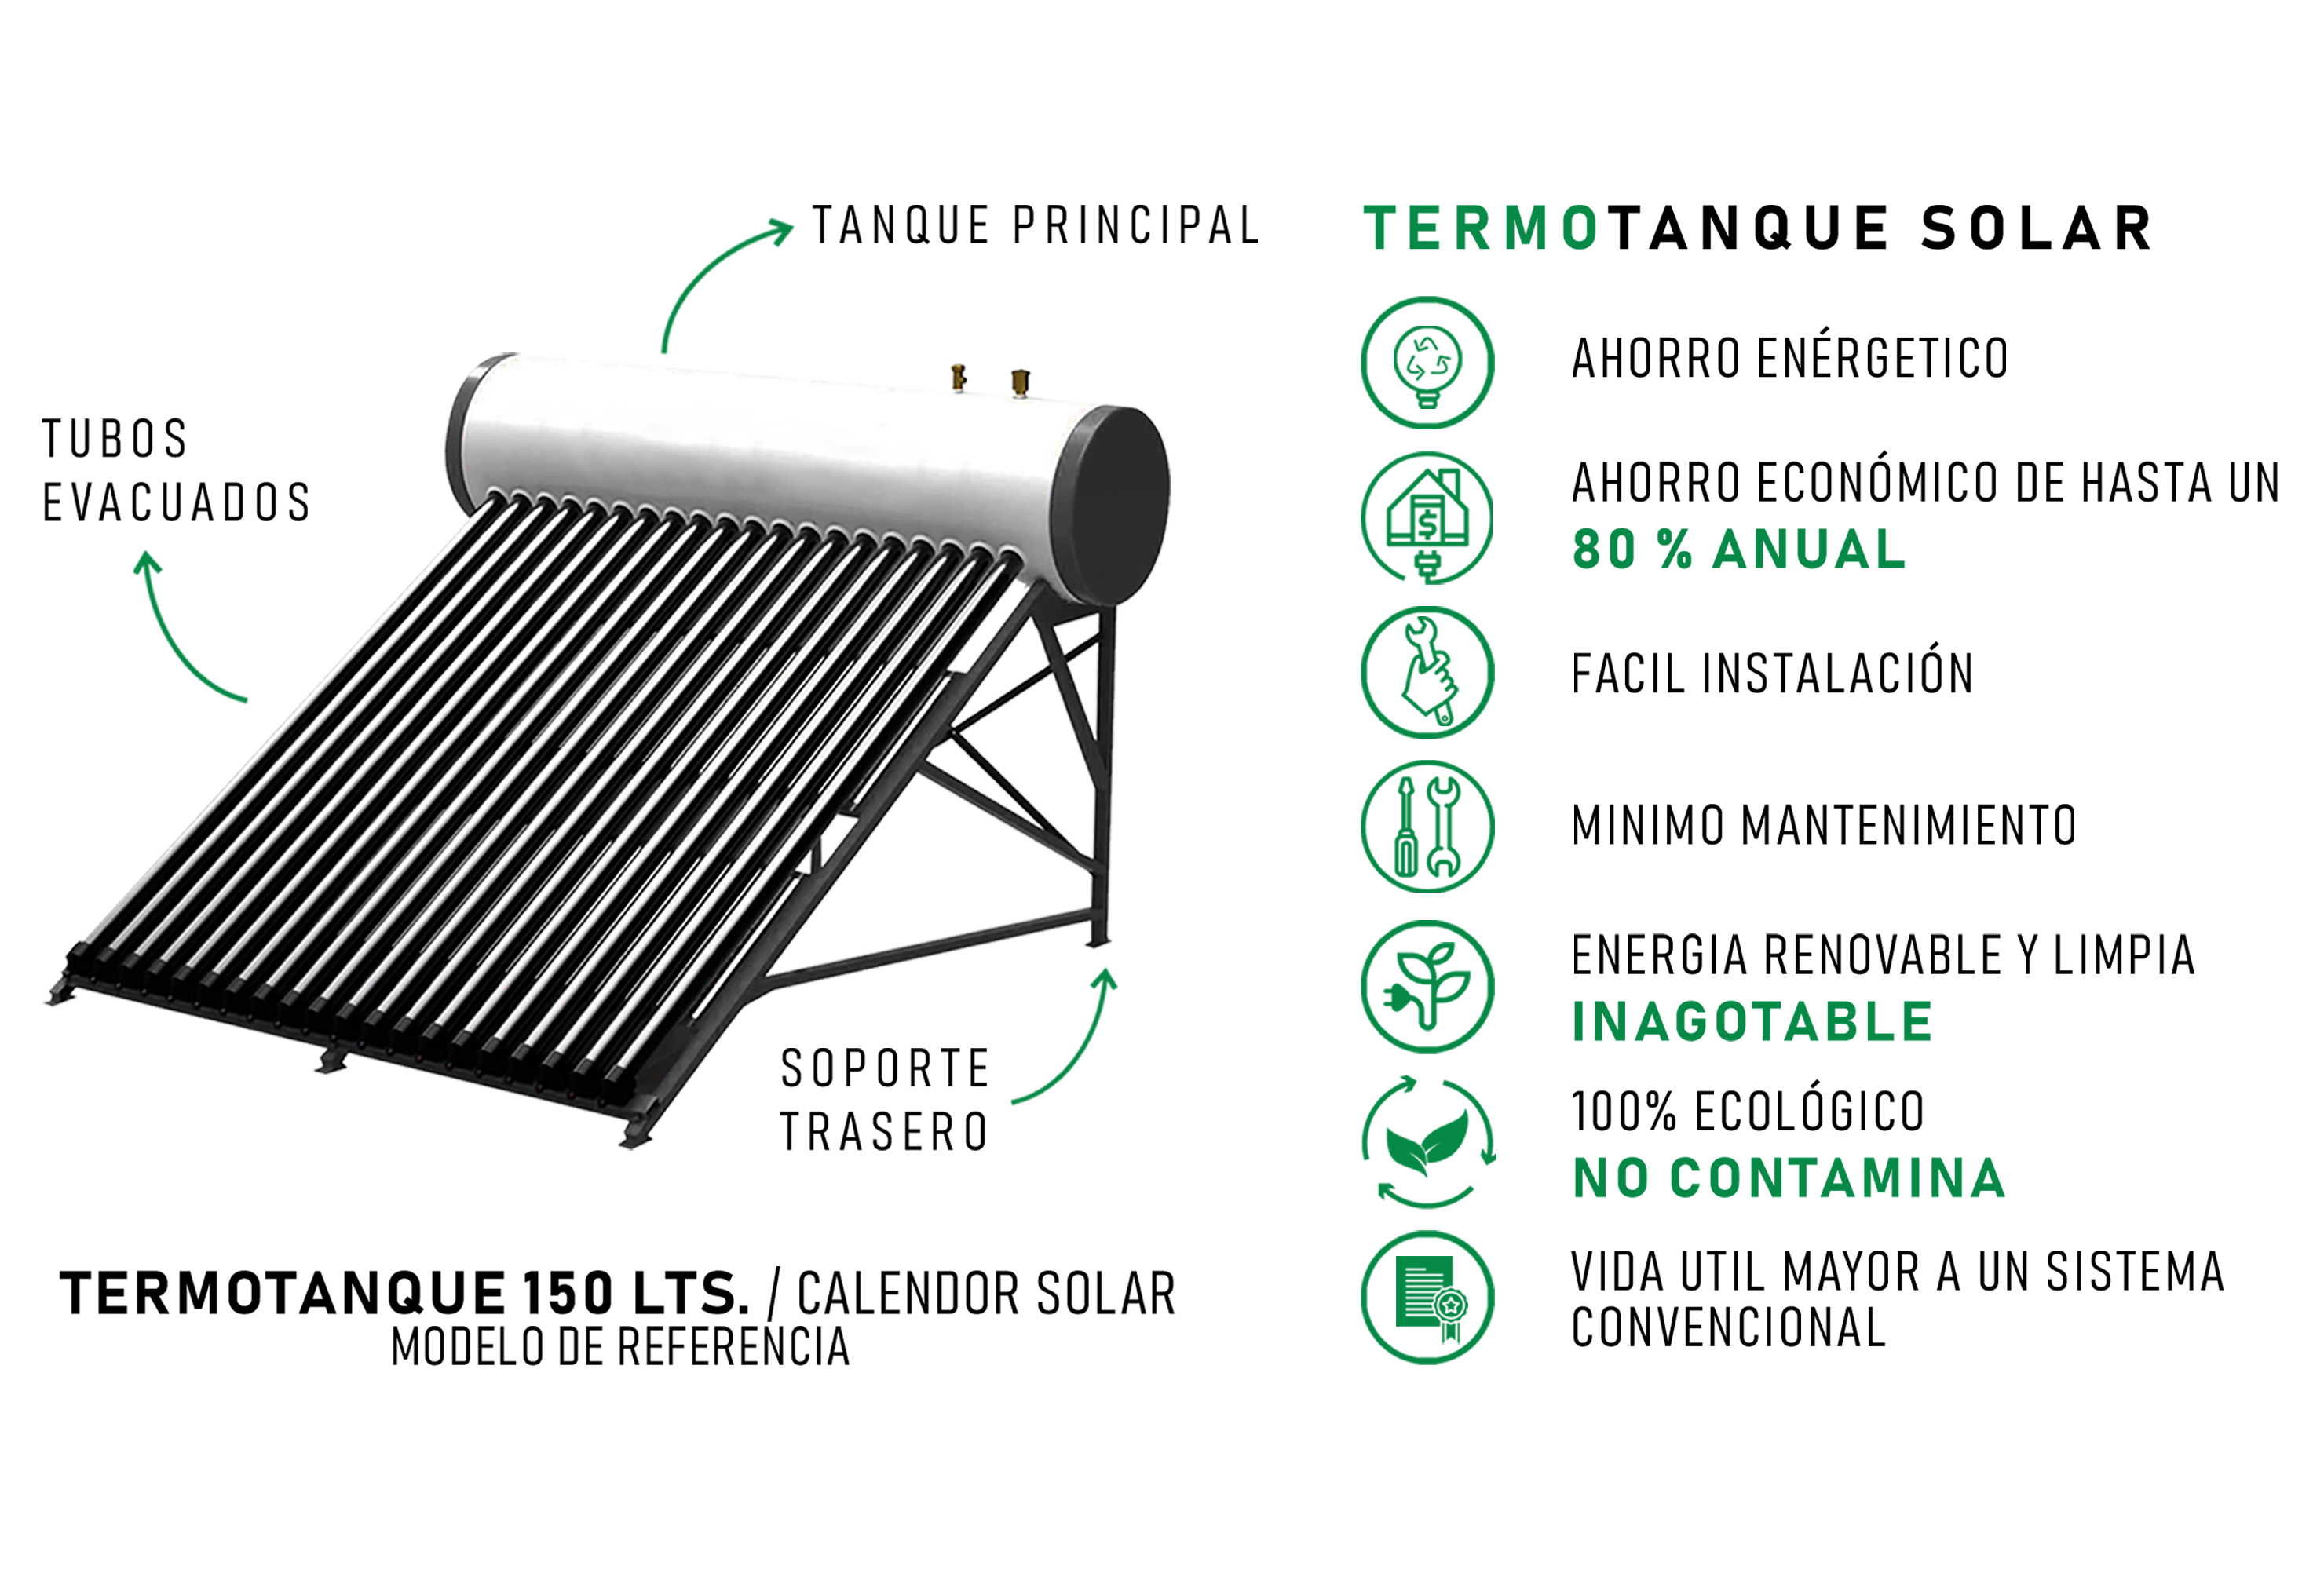 TANQUE PRINCIPAL
TUBOS
EVACUADOS
SOPORTE
TRASERO
TERMOTANQUE 150 LTS. / CALENDOR SOLAR
MODELO DE REFERENCIA
TERMOTANQUE SOLAR
AHORRO ENÉRGETICO
AHORRO ECONÓMICO DE HASTA UN
80 % ANUAL
FACIL INSTALACIÓN
MINIMO MANTENIMIENTO
ENERGIA RENOVABLE Y LIMPIA
INAGOTABLE
100% ECOLÓGICO
NO CONTAMINA
VIDA UTIL MAYOR A UN SISTEMA
CONVENCIONAL